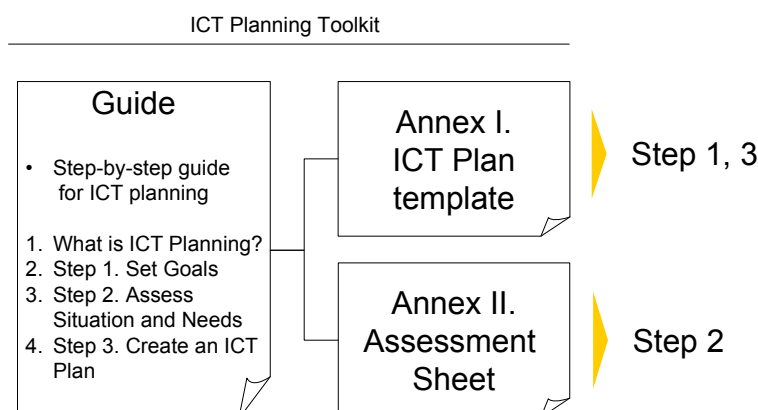 ICT Planning Toolkit
Guide
• Step-by-step guide
for ICT planning
1. What is ICT Planning?
2. Step 1. Set Goals
3. Step 2. Assess
Situation and Needs
4. Step 3. Create an ICT
Plan
Annex I.
ICT Plan
template
Step 1, 3
Annex II.
Assessment
Sheet
Step 2